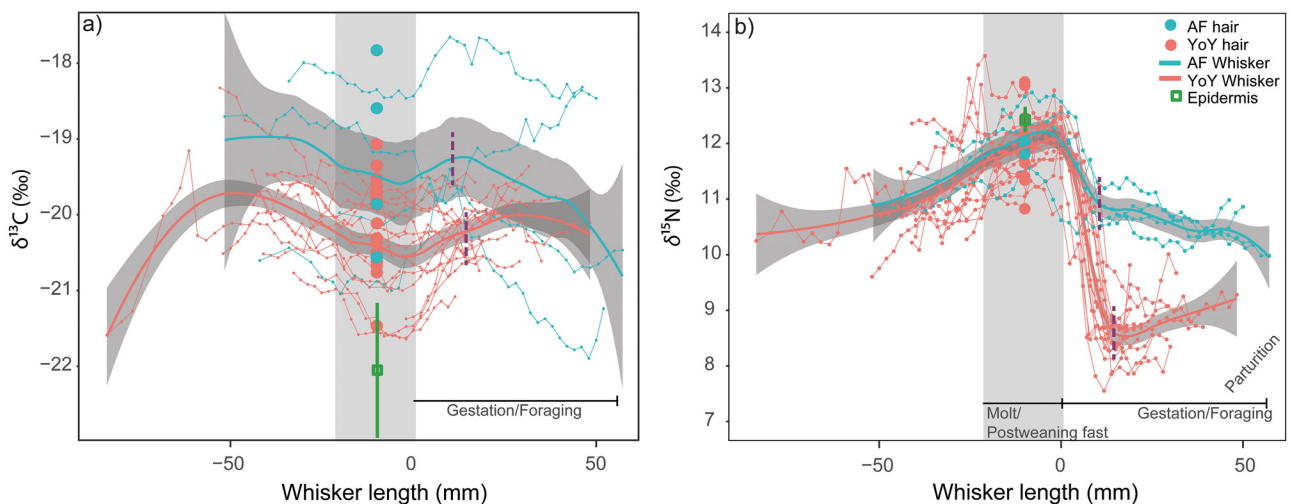 a)
δ¹³C (‰)
−18
−19
−20
−21
−22
Gestation/Foraging
−50
0
50
Whisker length (mm)
b)
δ¹⁵N (‰)
14
13
12
11
10
9
8
7
AF hair
YoY hair
AF Whisker
YoY Whisker
Epidermis
Parturition
Molt/
Postweaning fast
Gestation/Foraging
−50
0
50
Whisker length (mm)